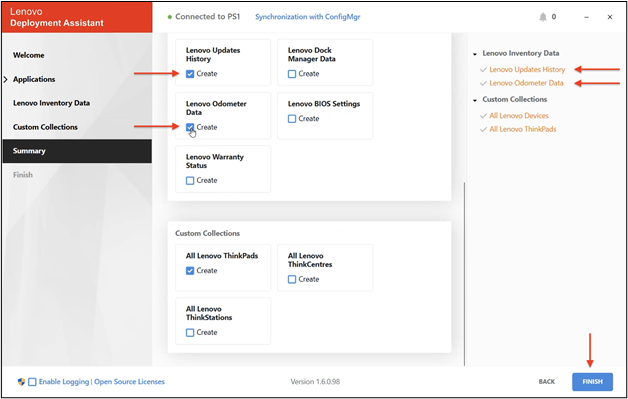 Lenovo
Deployment Assistant
Connected to PS1
Synchronization with ConfigMgr
0
Welcome
Applications
Lenovo Inventory Data
Custom Collections
Summary
Finish
Lenovo Updates
History
Create
Lenovo Dock
Manager Data
Create
Lenovo Odometer
Data
Create
Lenovo BIOS Settings
Create
Lenovo Warranty
Status
Create
Custom Collections
All Lenovo ThinkPads
Create
All Lenovo
ThinkCentres
Create
All Lenovo
ThinkStations
Create
Lenovo Inventory Data
Lenovo Updates History
Lenovo Odometer Data
Custom Collections
All Lenovo Devices
All Lenovo ThinkPads
Enable Logging | Open Source Licenses
Version 1.6.0.98
BACK
FINISH